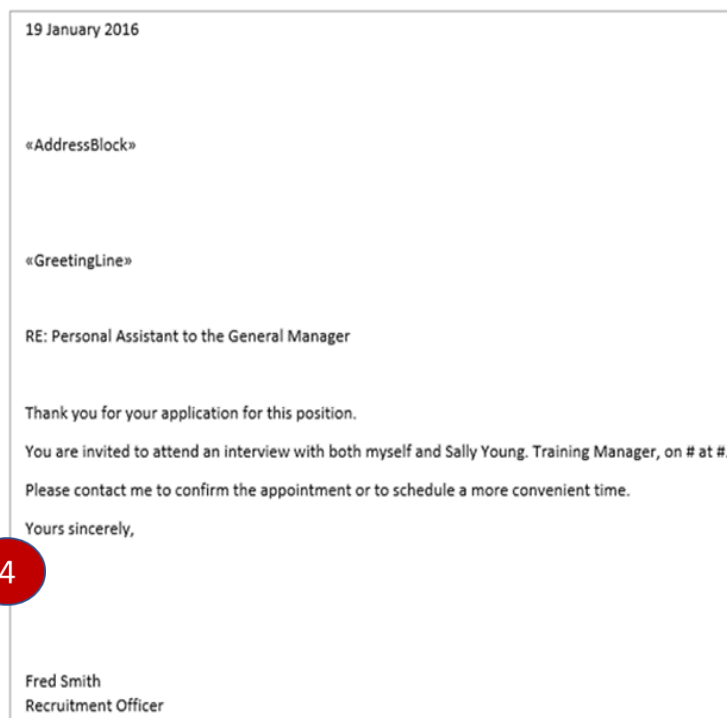 19 January 2016
«AddressBlock»
«GreetingLine»
RE: Personal Assistant to the General Manager
Thank you for your application for this position.
You are invited to attend an interview with both myself and Sally Young. Training Manager, on # at #.
Please contact me to confirm the appointment or to schedule a more convenient time.
Yours sincerely,
4
Fred Smith
Recruitment Officer